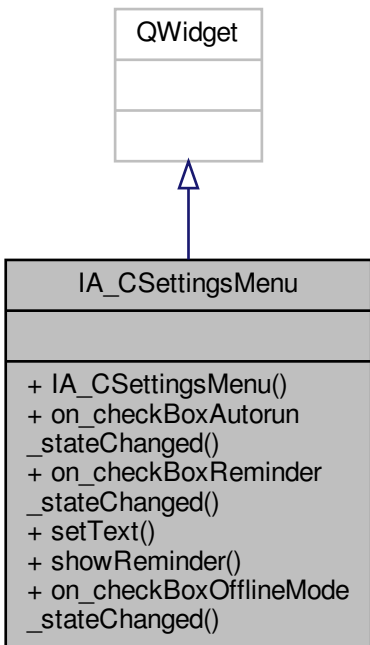 QWidget
IA_CSettingsMenu
+ IA_CSettingsMenu()
+ on_checkBoxAutorun
_stateChanged()
+ on_checkBoxReminder
_stateChanged()
+ setText()
+ showReminder()
+ on_checkBoxOfflineMode
_stateChanged()